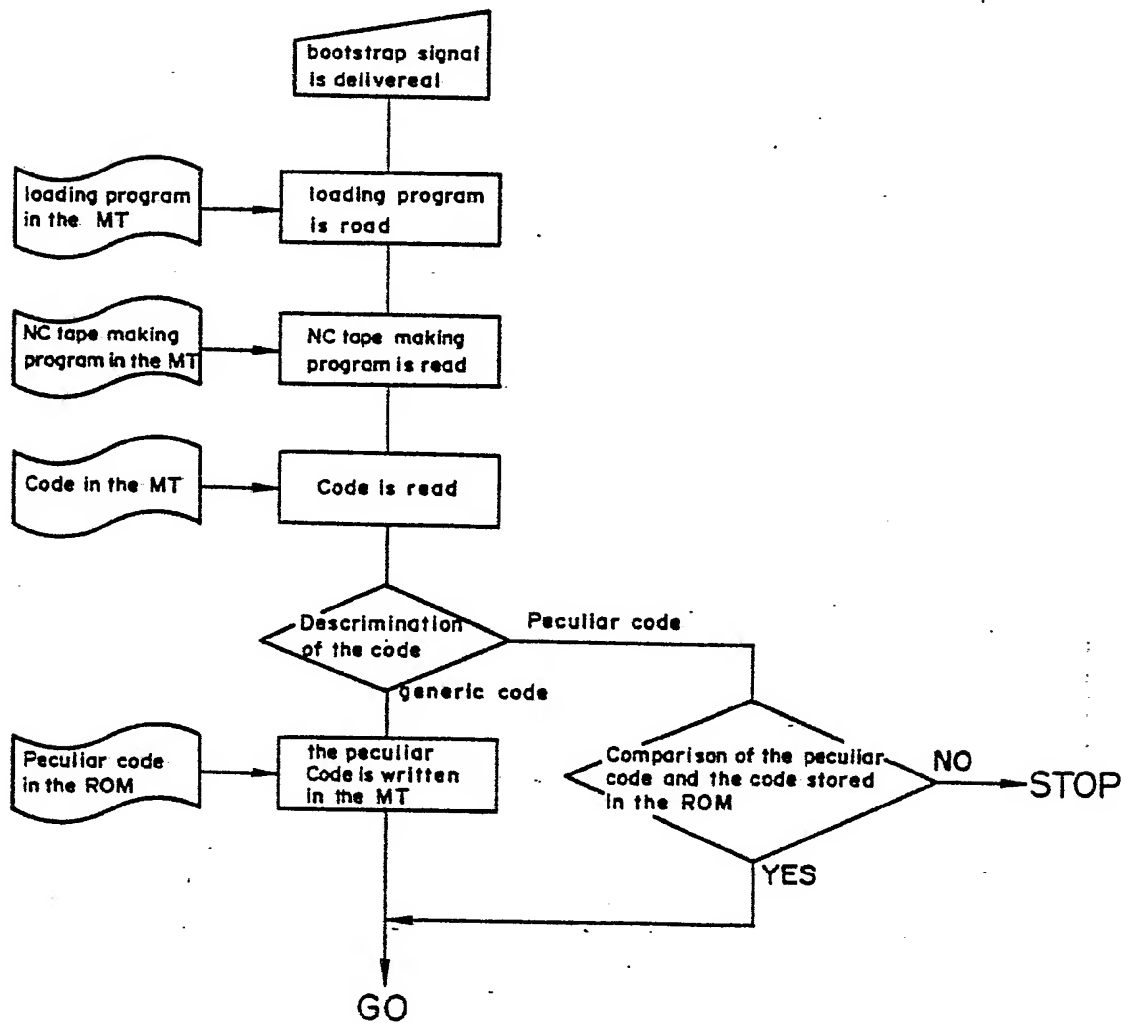 bootstrap signal
is delivereal
loading program
in the MT
loading program
is road
NC tape making
program in the MT
NC tape making
program is read
Code in the MT
Code is read
Descrimination
of the code
Peculiar code
generic code
Peculiar code
in the ROM
the peculiar
Code is written
in the MT
Comparison of the peculiar
code and the code stored
in the ROM
NO
STOP
YES
GO